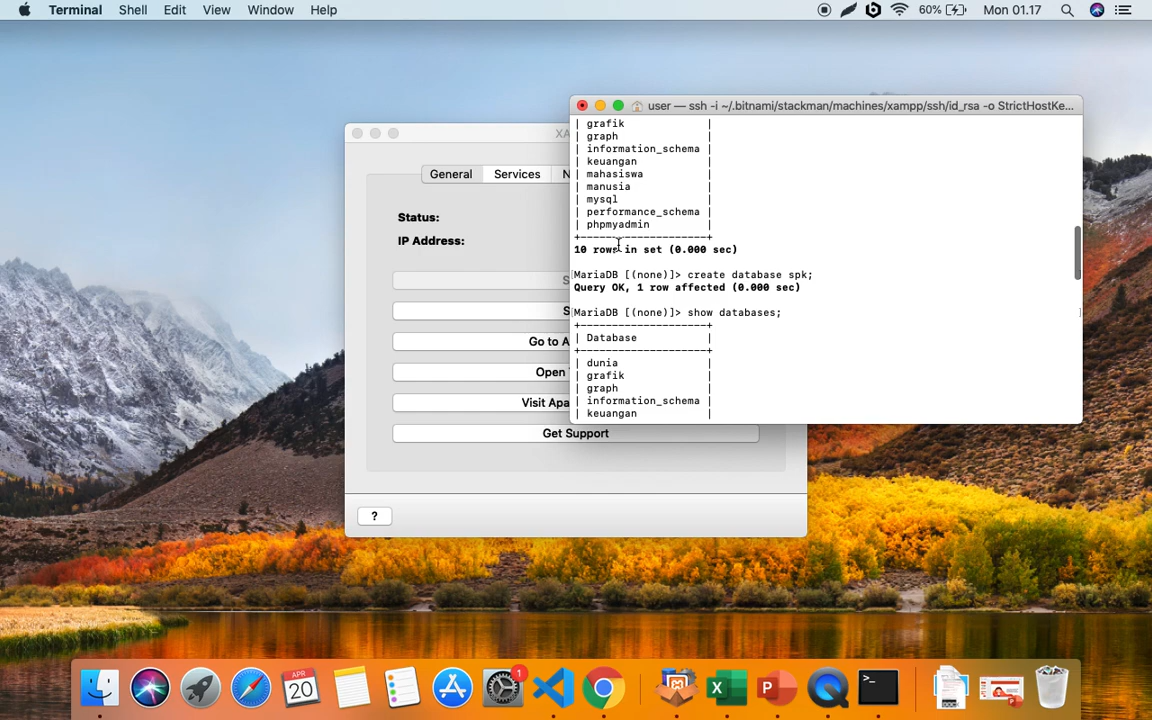 Terminal Shell Edit View Window Help 60% Mon 01.17
user — ssh -i ~/.bitnami/stackman/machines/xampp/ssh/id_rsa -o StrictHostKe...
| grafik |
| graph |
| information_schema |
| keuangan |
| mahasiswa |
| manusia |
| mysql |
| performance_schema |
| phpmyadmin |
+--------------------+
10 rows in set (0.000 sec)
MariaDB [(none)]> create database spk;
Query OK, 1 row affected (0.000 sec)
MariaDB [(none)]> show databases;
+--------------------+
| Database |
+--------------------+
| dunia |
| grafik |
| graph |
| information_schema |
| keuangan |
XA
General Services N
Status:
IP Address:
S
S
Go to A
Open
Visit Apa
Get Support
?
APR
20
1